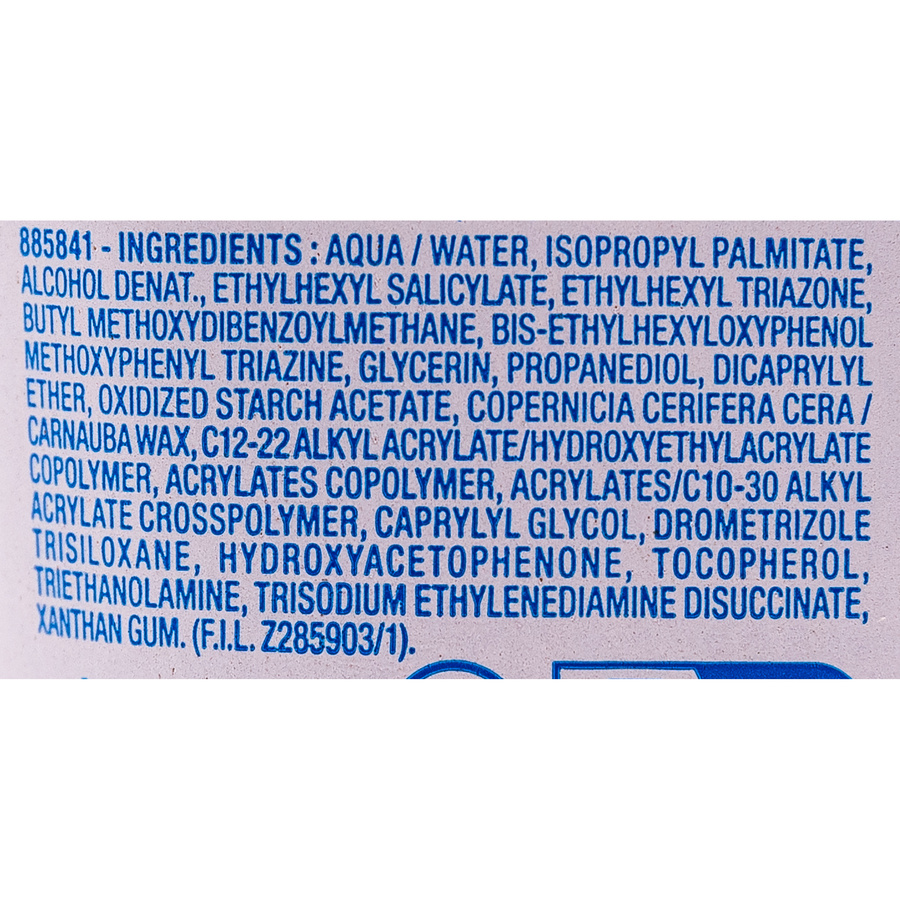 885841 - INGREDIENTS : AQUA / WATER, ISOPROPYL PALMITATE,
ALCOHOL DENAT., ETHYLHEXYL SALICYLATE, ETHYLHEXYL TRIAZONE,
BUTYL METHOXYDIBENZOYLMETHANE, BIS-ETHYLHEXYLOXYPHENOL
METHOXYPHENYL TRIAZINE, GLYCERIN, PROPANEDIOL, DICAPRYLYL
ETHER, OXIDIZED STARCH ACETATE, COPERNICIA CERIFERA CERA /
CARNAUBA WAX, C12-22 ALKYL ACRYLATE/HYDROXYETHYLACRYLATE
COPOLYMER, ACRYLATES COPOLYMER, ACRYLATES/C10-30 ALKYL
ACRYLATE CROSSPOLYMER, CAPRYLYL GLYCOL, DROMETRIZOLE
TRISILOXANE, HYDROXYACETOPHENONE, TOCOPHEROL,
TRIETHANOLAMINE, TRISODIUM ETHYLENEDIAMINE DISUCCINATE,
XANTHAN GUM. (F.I.L. Z285903/1).